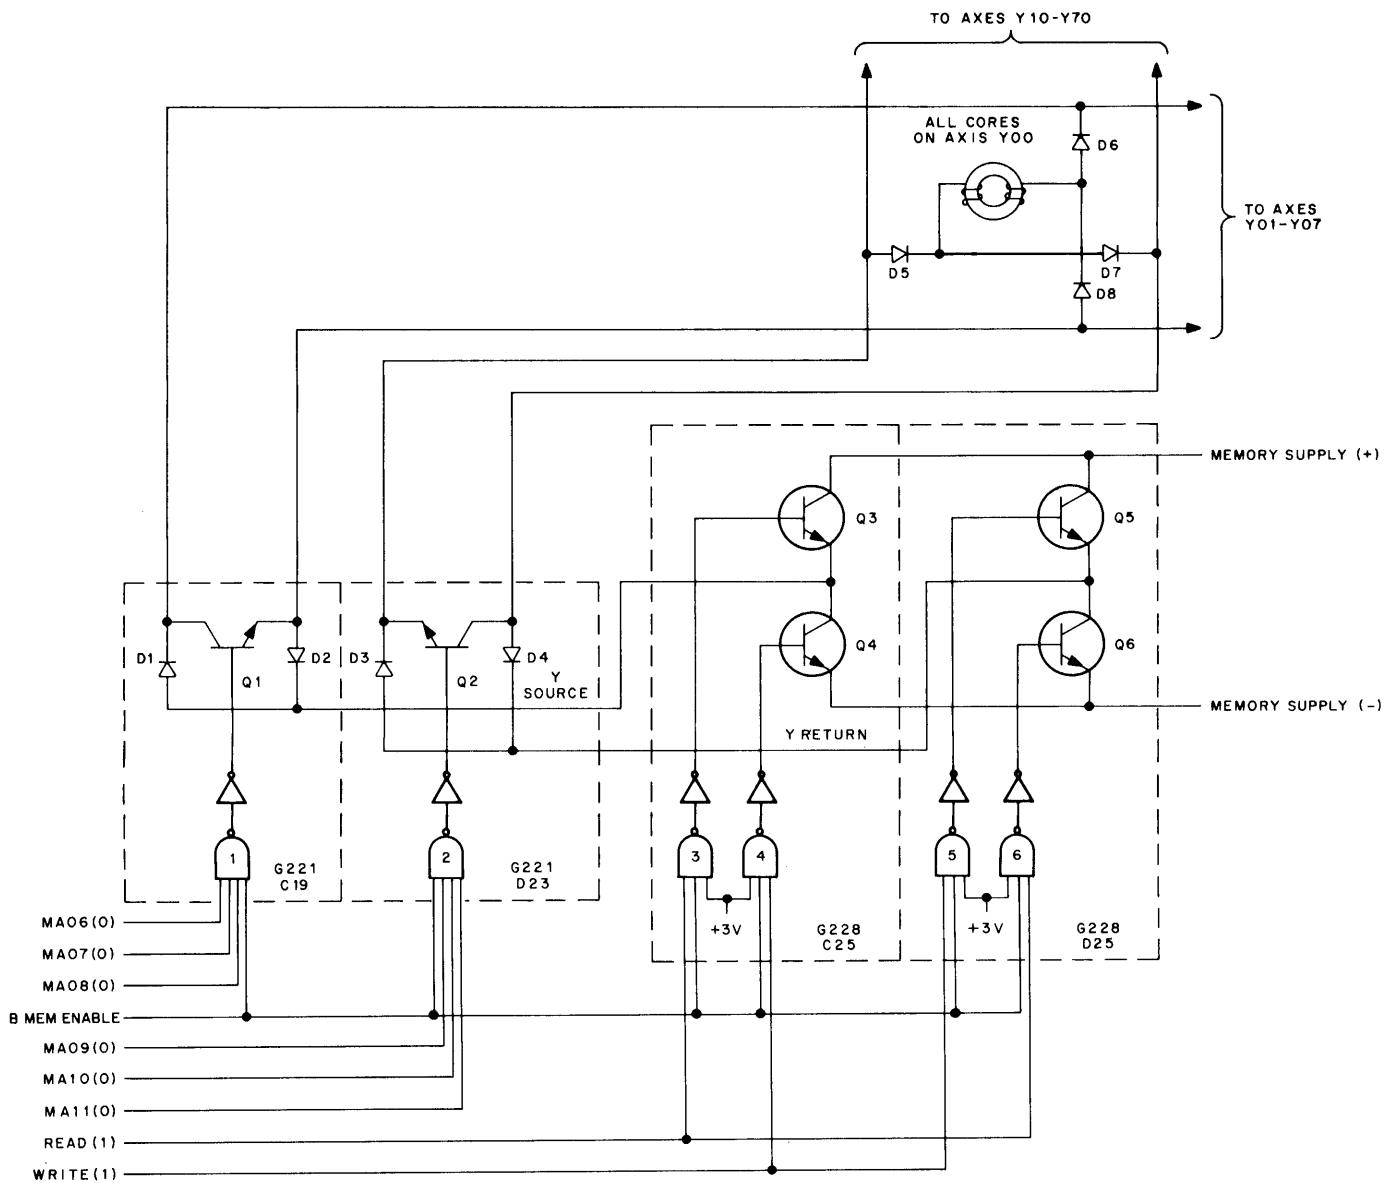 TO AXES Y10-Y70
ALL CORES
ON AXIS Y00
D6
TO AXES
Y01-Y07
D5
D7
D8
MEMORY SUPPLY (+)
Q3
Q5
D1
D2
D3
D4
Q1
Q2
Y
SOURCE
Q4
Q6
MEMORY SUPPLY (-)
Y RETURN
1
2
3
4
5
6
G221
C19
G221
D23
+3V
G228
C25
+3V
G228
D25
MA06(0)
MA07(0)
MA08(0)
B MEM ENABLE
MA09(0)
MA10(0)
MA11(0)
READ (1)
WRITE (1)